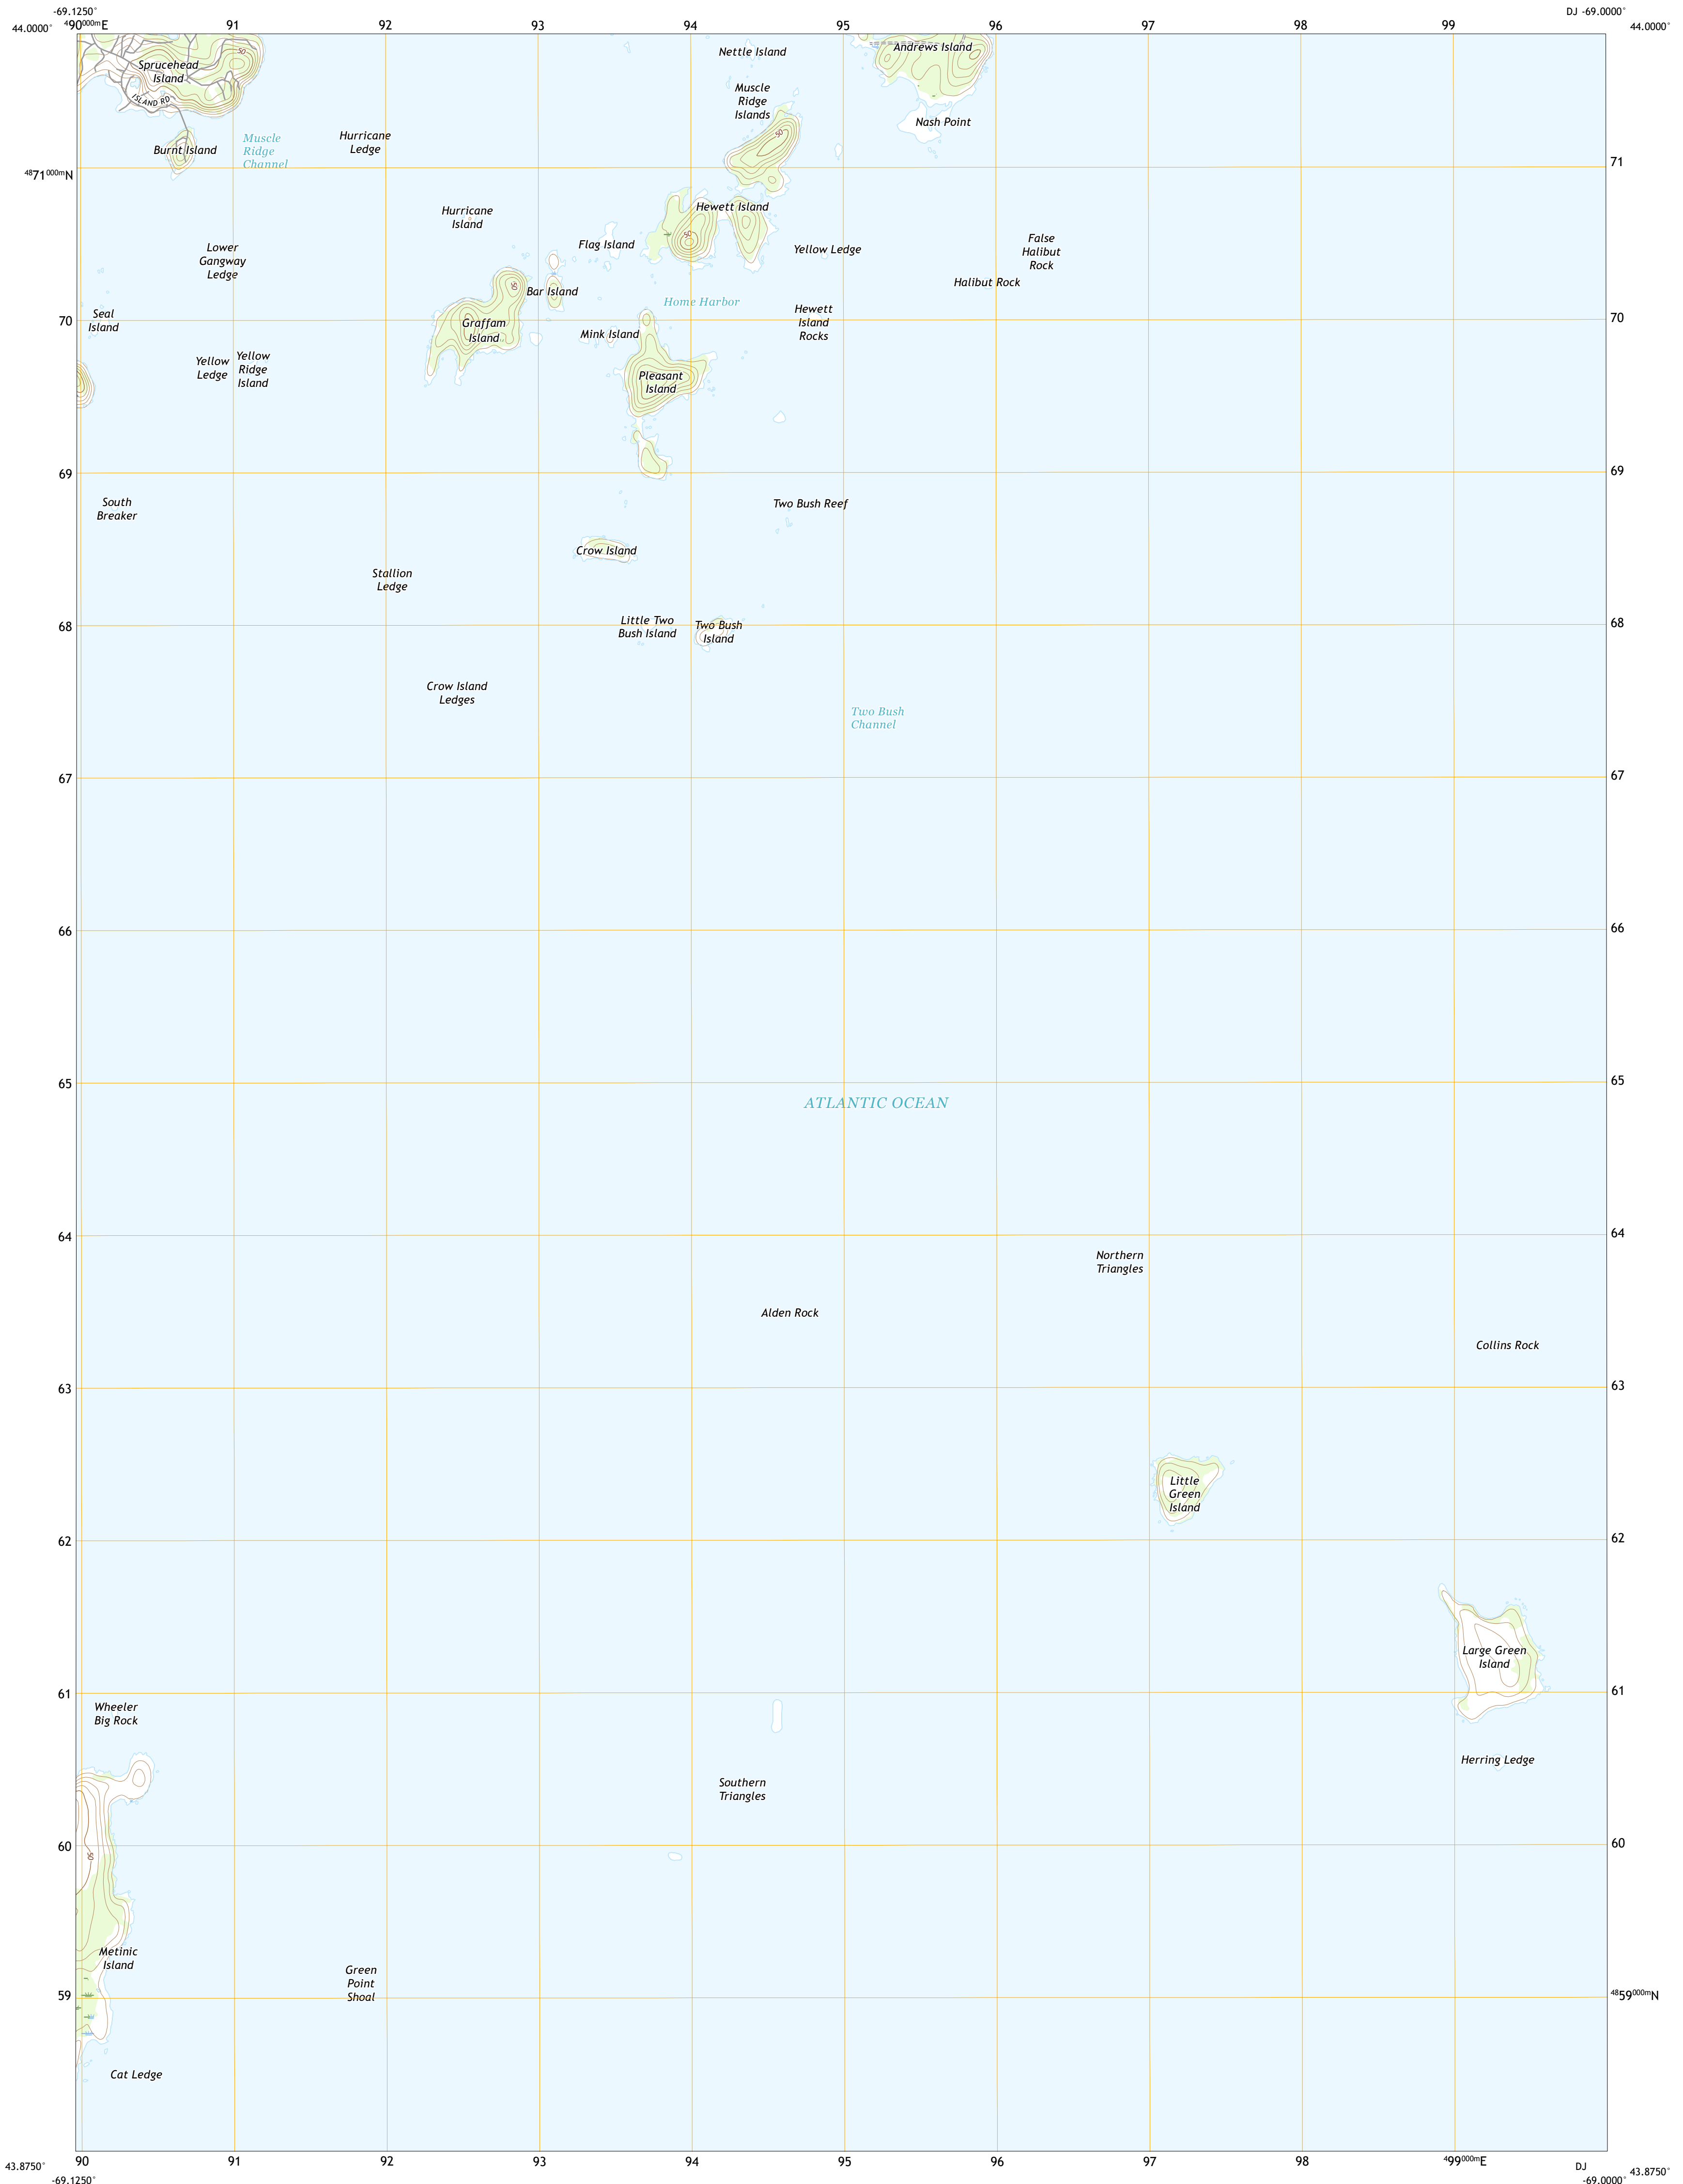 -69.1250°
DJ -69.0000°
44.0000°
490000mE
91
92
93
94
95
96
97
98
99
44.0000°
Nettle Island
Andrews Island
Sprucehead
Island
50
ISLAND RD
Muscle
Ridge
Islands
Nash Point
50
Burnt Island
Muscle
Ridge
Channel
Hurricane
Ledge
4871000mN
71
Hurricane
Island
Hewett Island
Flag Island
50
Yellow Ledge
False
Halibut
Rock
Lower
Gangway
Ledge
Halibut Rock
50
Bar Island
Home Harbor
Seal
Island
Hewett
Island
Rocks
70
70
Graffam
Island
Mink Island
Yellow
Ledge
Yellow
Ridge
Island
Pleasant
Island
69
69
South
Breaker
Two Bush Reef
Crow Island
Stallion
Ledge
68
68
Little Two
Bush Island
Two Bush
Island
Crow Island
Ledges
Two Bush
Channel
67
67
66
66
65
65
ATLANTIC OCEAN
64
64
Northern
Triangles
Alden Rock
Collins Rock
63
63
Little
Green
Island
62
62
Large Green
Island
61
61
Wheeler
Big Rock
Herring Ledge
Southern
Triangles
60
60
50
Metinic
Island
Green
Point
Shoal
59
4859000mN
Cat Ledge
43.8750°
90
91
92
93
94
95
96
97
98
499000mE
DJ
43.8750°
-69.1250°
-69.0000°